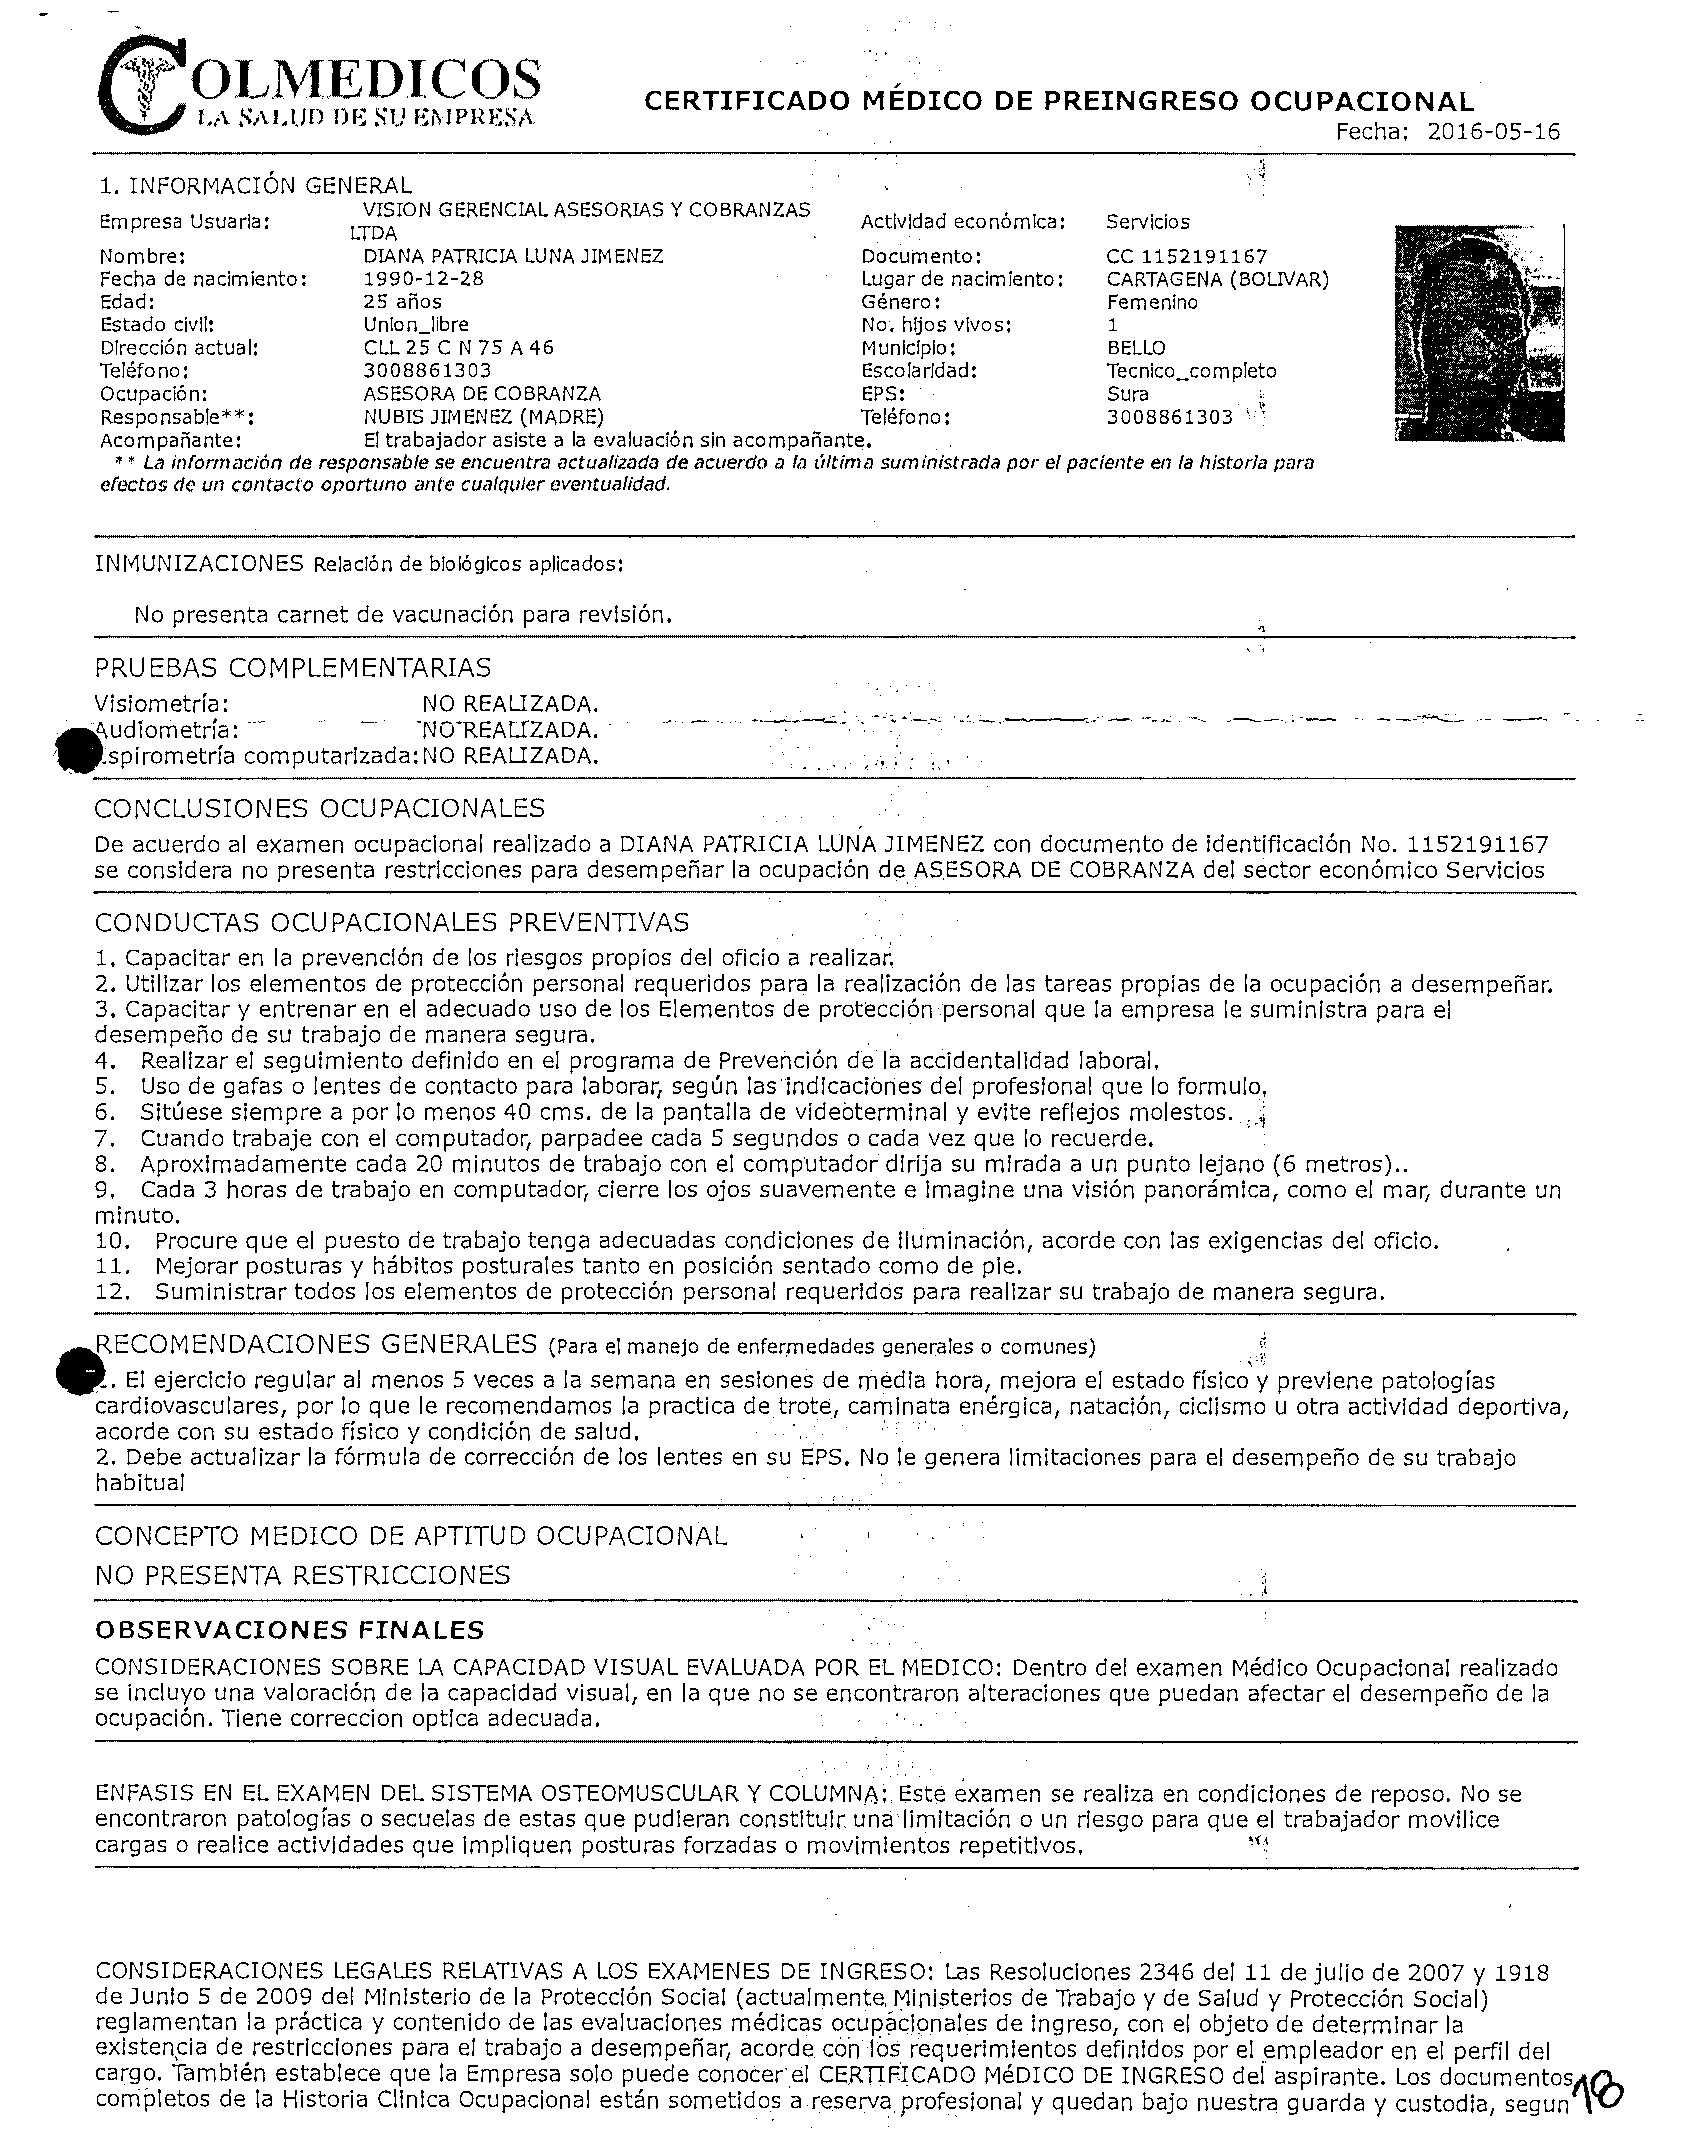 COLMEDICOS
LA SALUD DE SU EMPRESA
CERTIFICADO MÉDICO DE PREINGRESO OCUPACIONAL
Fecha: 2016-05-16
1. INFORMACIÓN GENERAL
Empresa Usuaria: VISION GERENCIAL ASESORIAS Y COBRANZAS LTDA Actividad económica: Servicios
Nombre: DIANA PATRICIA LUNA JIMENEZ Documento: CC 1152191167
Fecha de nacimiento: 1990-12-28 Lugar de nacimiento: CARTAGENA (BOLIVAR)
Edad: 25 años Género: Femenino
Estado civil: Union_libre No. hijos vivos: 1
Dirección actual: CLL 25 C N 75 A 46 Municipio: BELLO
Teléfono: 3008861303 Escolaridad: Tecnico_completo
Ocupación: ASESORA DE COBRANZA EPS: Sura
Responsable**: NUBIS JIMENEZ (MADRE) Teléfono: 3008861303
Acompañante: El trabajador asiste a la evaluación sin acompañante.
** La información de responsable se encuentra actualizada de acuerdo a la última suministrada por el paciente en la historia para
efectos de un contacto oportuno ante cualquier eventualidad.
INMUNIZACIONES Relación de biológicos aplicados:
No presenta carnet de vacunación para revisión.
PRUEBAS COMPLEMENTARIAS
Visiometría: NO REALIZADA.
Audiometría: NO REALIZADA.
Espirometría computarizada: NO REALIZADA.
CONCLUSIONES OCUPACIONALES
De acuerdo al examen ocupacional realizado a DIANA PATRICIA LUNA JIMENEZ con documento de identificación No. 1152191167
se considera no presenta restricciones para desempeñar la ocupación de ASESORA DE COBRANZA del sector económico Servicios
CONDUCTAS OCUPACIONALES PREVENTIVAS
1. Capacitar en la prevención de los riesgos propios del oficio a realizar.
2. Utilizar los elementos de protección personal requeridos para la realización de las tareas propias de la ocupación a desempeñar.
3. Capacitar y entrenar en el adecuado uso de los Elementos de protección personal que la empresa le suministra para el
desempeño de su trabajo de manera segura.
4. Realizar el seguimiento definido en el programa de Prevención de la accidentalidad laboral.
5. Uso de gafas o lentes de contacto para laborar, según las indicaciones del profesional que lo formulo.
6. Sitúese siempre a por lo menos 40 cms. de la pantalla de videoterminal y evite reflejos molestos.
7. Cuando trabaje con el computador, parpadee cada 5 segundos o cada vez que lo recuerde.
8. Aproximadamente cada 20 minutos de trabajo con el computador dirija su mirada a un punto lejano (6 metros)..
9. Cada 3 horas de trabajo en computador, cierre los ojos suavemente e imagine una visión panorámica, como el mar, durante un
minuto.
10. Procure que el puesto de trabajo tenga adecuadas condiciones de iluminación, acorde con las exigencias del oficio.
11. Mejorar posturas y hábitos posturales tanto en posición sentado como de pie.
12. Suministrar todos los elementos de protección personal requeridos para realizar su trabajo de manera segura.
RECOMENDACIONES GENERALES (Para el manejo de enfermedades generales o comunes)
1. El ejercicio regular al menos 5 veces a la semana en sesiones de media hora, mejora el estado físico y previene patologías
cardiovasculares, por lo que le recomendamos la practica de trote, caminata enérgica, natación, ciclismo u otra actividad deportiva,
acorde con su estado físico y condición de salud.
2. Debe actualizar la fórmula de corrección de los lentes en su EPS. No le genera limitaciones para el desempeño de su trabajo
habitual
CONCEPTO MEDICO DE APTITUD OCUPACIONAL
NO PRESENTA RESTRICCIONES
OBSERVACIONES FINALES
CONSIDERACIONES SOBRE LA CAPACIDAD VISUAL EVALUADA POR EL MEDICO: Dentro del examen Médico Ocupacional realizado
se incluyo una valoración de la capacidad visual, en la que no se encontraron alteraciones que puedan afectar el desempeño de la
ocupación. Tiene correccion optica adecuada.
ENFASIS EN EL EXAMEN DEL SISTEMA OSTEOMUSCULAR Y COLUMNA: Este examen se realiza en condiciones de reposo. No se
encontraron patologías o secuelas de estas que pudieran constituir una limitación o un riesgo para que el trabajador movilice
cargas o realice actividades que impliquen posturas forzadas o movimientos repetitivos.
CONSIDERACIONES LEGALES RELATIVAS A LOS EXAMENES DE INGRESO: Las Resoluciones 2346 del 11 de julio de 2007 y 1918
de Junio 5 de 2009 del Ministerio de la Protección Social (actualmente Ministerios de Trabajo y de Salud y Protección Social)
reglamentan la práctica y contenido de las evaluaciones médicas ocupacionales de ingreso, con el objeto de determinar la
existencia de restricciones para el trabajo a desempeñar, acorde con los requerimientos definidos por el empleador en el perfil del
cargo. También establece que la Empresa solo puede conocer el CERTIFICADO MéDICO DE INGRESO del aspirante. Los documentos
completos de la Historia Clinica Ocupacional están sometidos a reserva profesional y quedan bajo nuestra guarda y custodia, segun
18